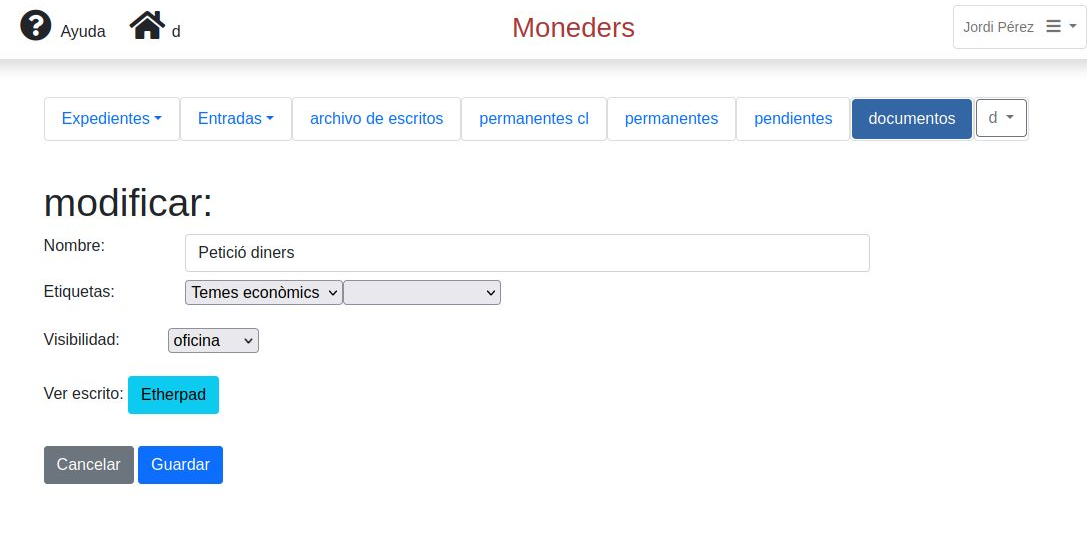 Ayuda d Moneders Jordi Pérez
Expedientes Entradas archivo de escritos permanentes cl permanentes pendientes documentos d
modificar:
Nombre: Petició diners
Etiquetas: Temes econòmics
Visibilidad: oficina
Ver escrito: Etherpad
Cancelar Guardar